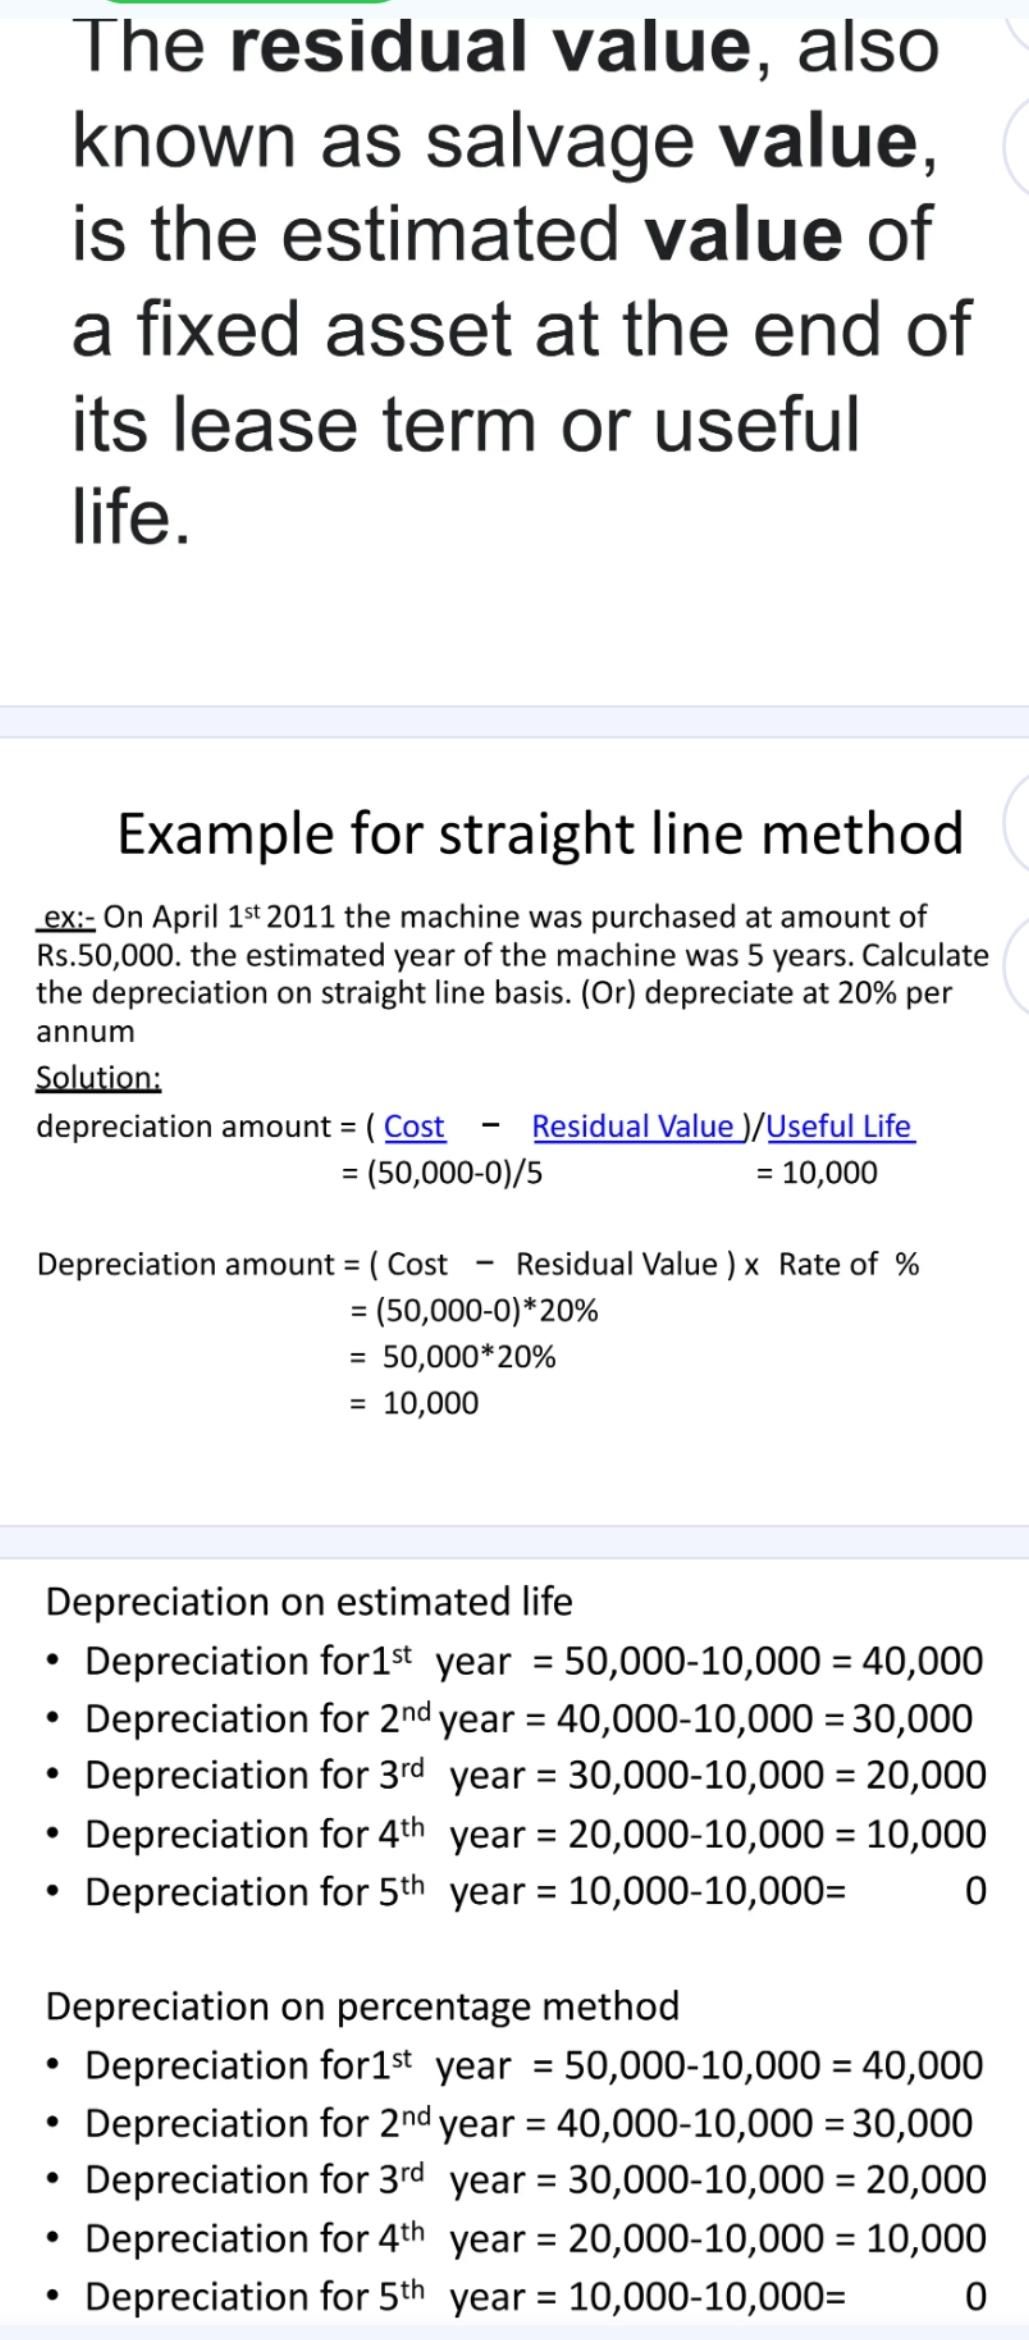 The residual value, also
known as salvage value,
is the estimated value of
a fixed asset at the end of
its lease term or useful
life.
Example for straight line method
ex:- On April 1st 2011 the machine was purchased at amount of
Rs.50,000. the estimated year of the machine was 5 years. Calculate
the depreciation on straight line basis. (Or) depreciate at 20% per
annum
Solution:
depreciation amount = ( Cost − Residual Value )/Useful Life
= (50,000-0)/5 = 10,000
Depreciation amount = ( Cost − Residual Value ) x Rate of %
= (50,000-0)*20%
= 50,000*20%
= 10,000
Depreciation on estimated life
• Depreciation for1st year = 50,000-10,000 = 40,000
• Depreciation for 2nd year = 40,000-10,000 = 30,000
• Depreciation for 3rd year = 30,000-10,000 = 20,000
• Depreciation for 4th year = 20,000-10,000 = 10,000
• Depreciation for 5th year = 10,000-10,000= 0
Depreciation on percentage method
• Depreciation for1st year = 50,000-10,000 = 40,000
• Depreciation for 2nd year = 40,000-10,000 = 30,000
• Depreciation for 3rd year = 30,000-10,000 = 20,000
• Depreciation for 4th year = 20,000-10,000 = 10,000
• Depreciation for 5th year = 10,000-10,000= 0